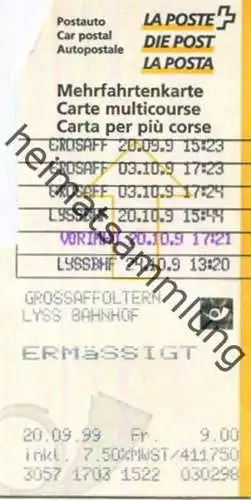 Postauto
Car postal
Autopostale
LA POSTE
DIE POST
LA POSTA
Mehrfahrtenkarte
Carte multicourse
Carta per più corse
GROSAFF 20.09.9 15:23
GROSAFF 03.10.9 17:23
GROSAFF 03.10.9 17:24
LYSSBHF 20.10.9 15:44
20.10.9 17:21
LYSSBHF 24.10.9 13:20
GROSSAFFOLTERN
LYSS BAHNHOF
ERMäSSIGT
20.09.99 Fr. 9.00
inkl. 7.50%MWST/411750
3057 1703 1522 030298
heimatsammlung